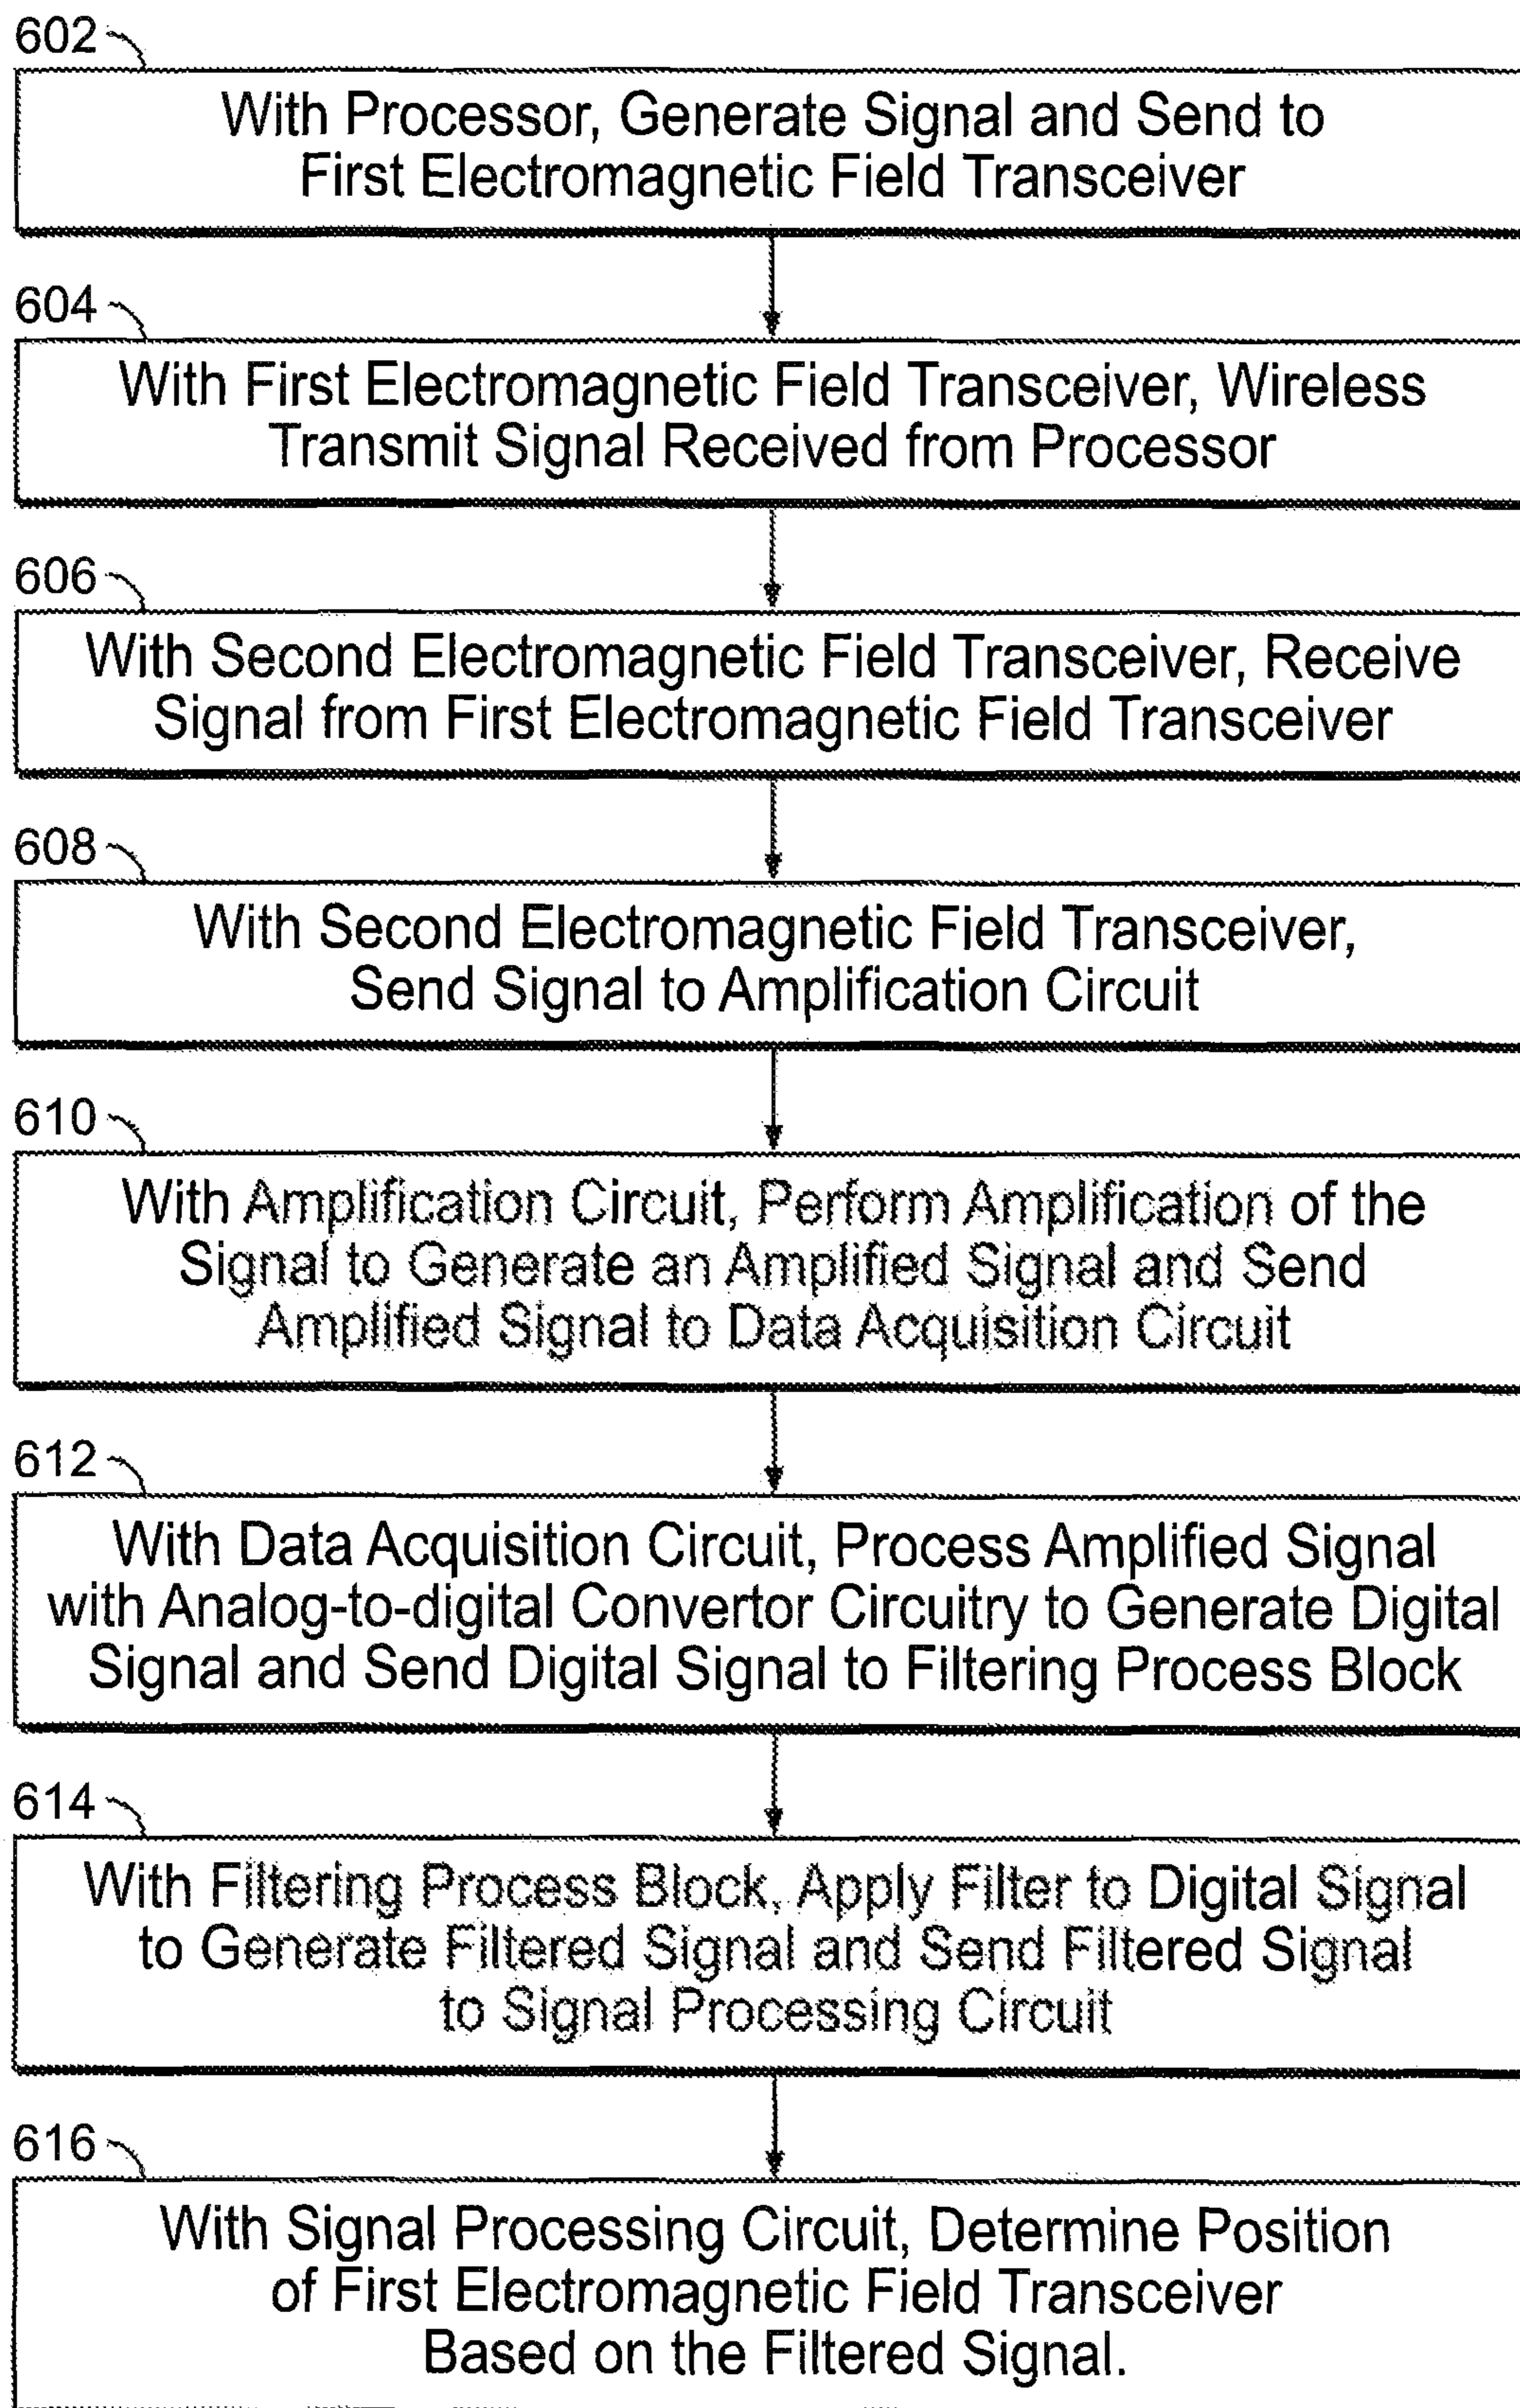 602
With Processor, Generate Signal and Send to
First Electromagnetic Field Transceiver
604
With First Electromagnetic Field Transceiver, Wireless
Transmit Signal Received from Processor
606
With Second Electromagnetic Field Transceiver, Receive
Signal from First Electromagnetic Field Transceiver
608
With Second Electromagnetic Field Transceiver,
Send Signal to Amplification Circuit
610
With Amplification Circuit, Perform Amplification of the
Signal to Generate an Amplified Signal and Send
Amplified Signal to Data Acquisition Circuit
612
With Data Acquisition Circuit, Process Amplified Signal
with Analog-to-digital Convertor Circuitry to Generate Digital
Signal and Send Digital Signal to Filtering Process Block
614
With Filtering Process Block, Apply Filter to Digital Signal
to Generate Filtered Signal and Send Filtered Signal
to Signal Processing Circuit
616
With Signal Processing Circuit, Determine Position
of First Electromagnetic Field Transceiver
Based on the Filtered Signal.